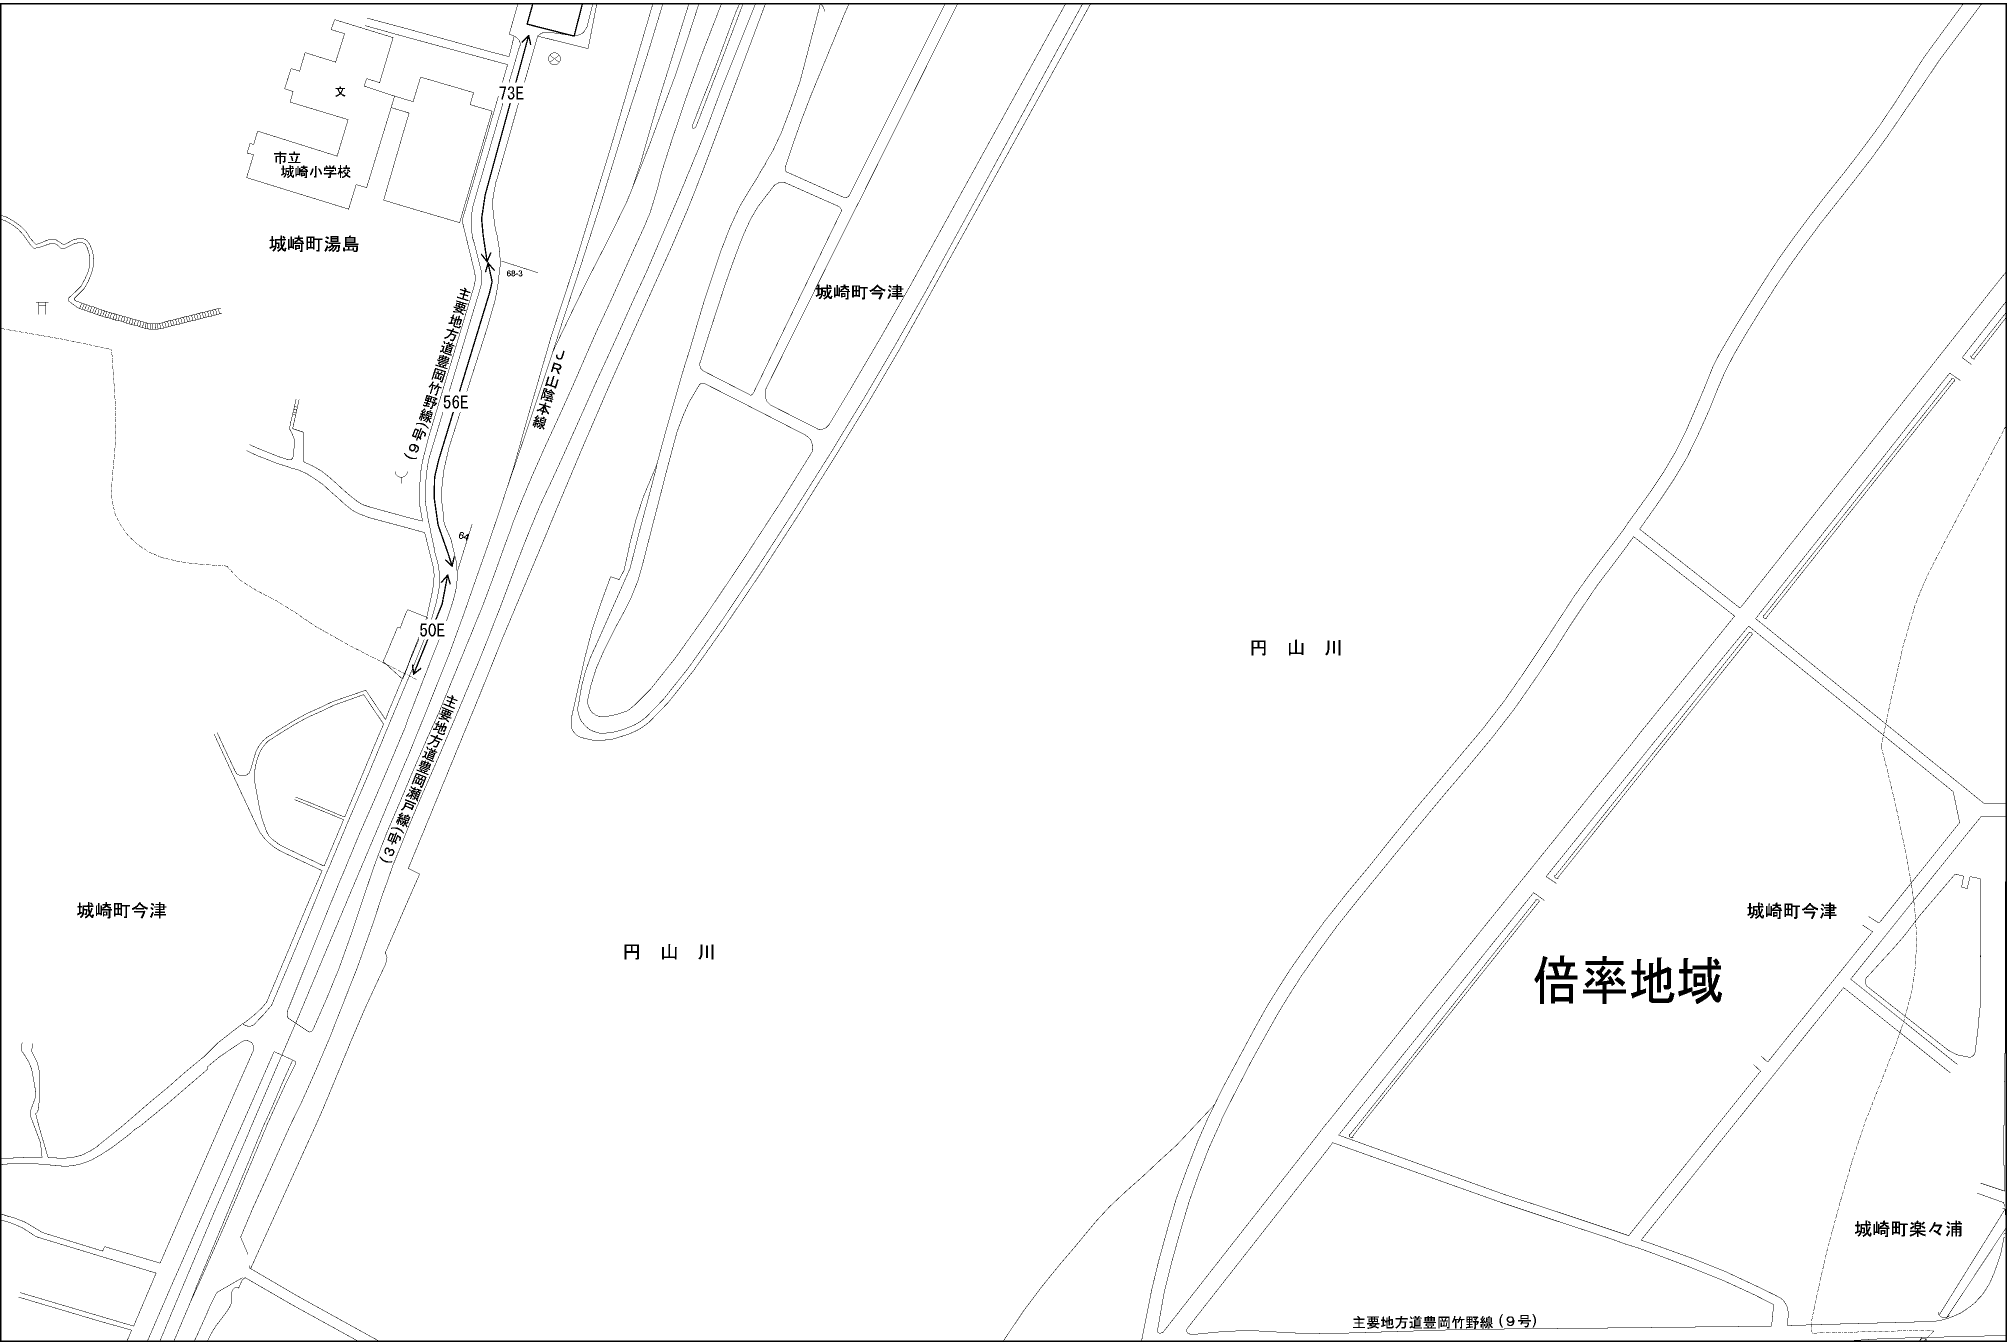 73E
文
市立
城崎小学校
城崎町湯島
68-3
城崎町今津
主要地方道豊岡竹野線(9号)
56E
JR山陰本線
64
50E
円山川
主要地方道豊岡瀬戸線(3号)
城崎町今津
円山川
城崎町今津
倍率地域
城崎町楽々浦
主要地方道豊岡竹野線(9号)